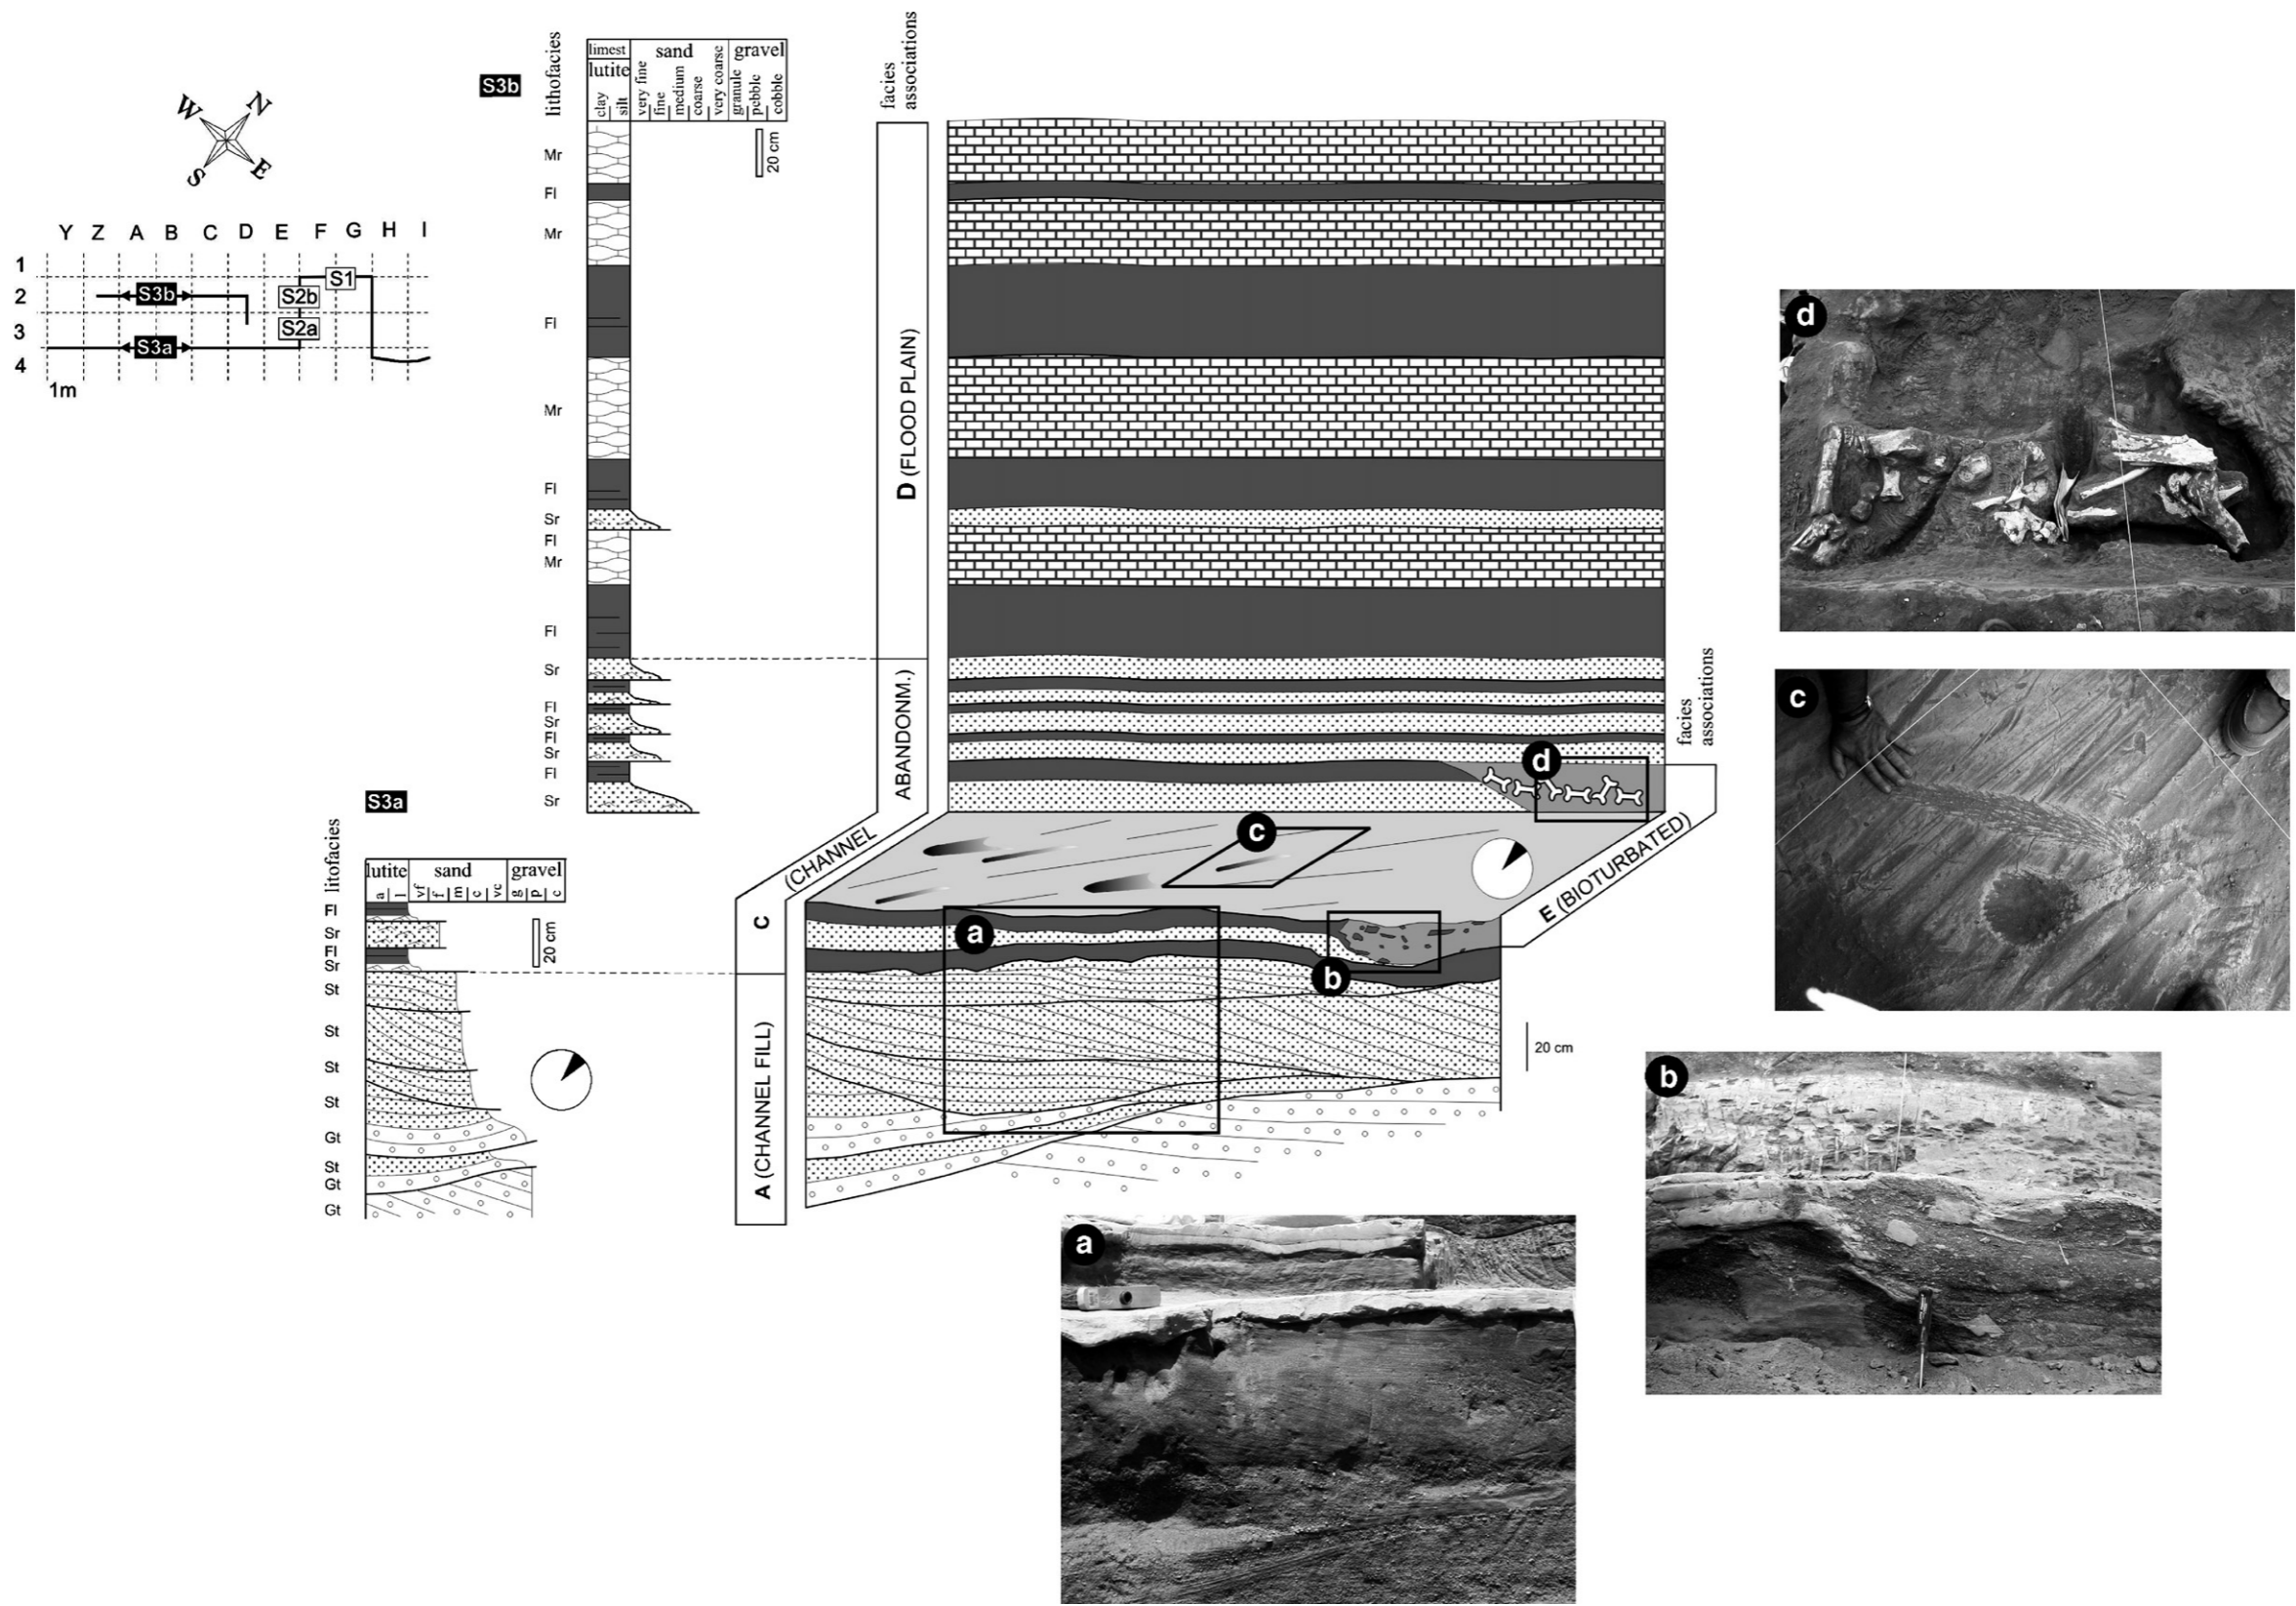 W
N
S
E
Y Z A B C D E F G H I
1
2
3
4
S1
S3b
S2b
S2a
S3a
1m
S3b
lithofacies
limest
lutite
sand
gravel
clay
silt
very fine
fine
medium
coarse
very coarse
granule
pebble
cobble
20 cm
Mr
Fl
Mr
Fl
Mr
Fl
Sr
Fl
Mr
Fl
Sr
Fl
Sr
Fl
Sr
Fl
Sr
facies
associations
D (FLOOD PLAIN)
C (CHANNEL ABANDONM.)
A (CHANNEL FILL)
facies
associations
E (BIOTURBATED)
d
c
a
b
20 cm
S3a
litofacies
lutite sand gravel
a
l
vf
f
m
c
vc
g
p
c
20 cm
Fl
Sr
Fl
Sr
St
St
St
St
Gt
St
Gt
Gt
d
c
b
a